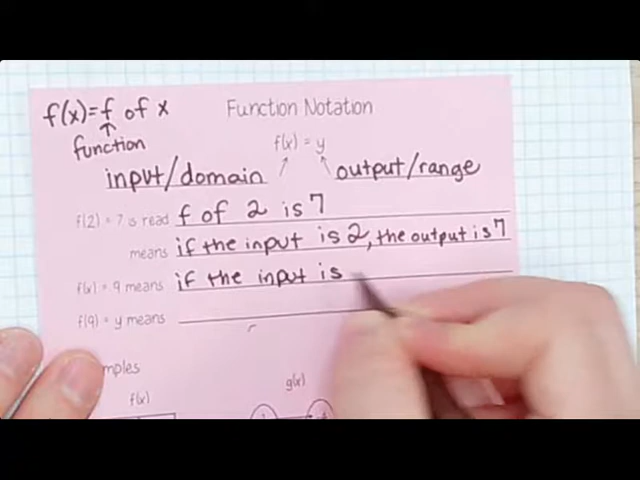 f(x)=f of x
Function Notation
function
f(x) = y
input/domain
output/range
f(2) = 7 is read f of 2 is 7
means if the input is 2, the output is 7
f(x) = 9 means if the input is
f(9) = y means
mples
f(x)
g(x)